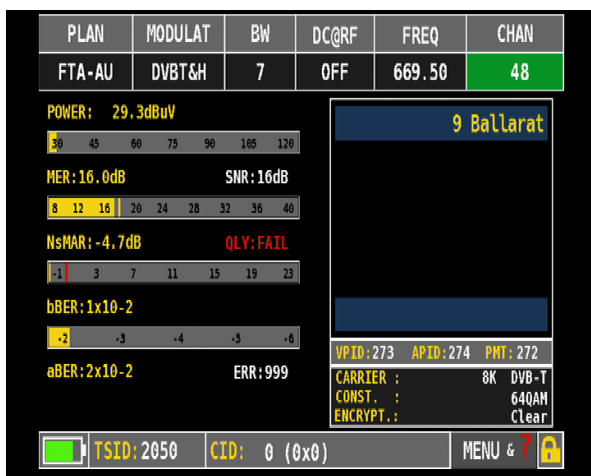 PLAN MODULAT BW DC@RF FREQ CHAN
FTA-AU DVBT&H 7 OFF 669.50 48
POWER: 29.3dBuV
30 45 60 75 90 105 120
MER:16.0dB SNR:16dB
8 12 16 20 24 28 32 36 40
NsMAR:-4.7dB QLY:FAIL
-1 3 7 11 15 19 23
bBER:1x10-2
-2 -3 -4 -5 -6
aBER:2x10-2 ERR:999
9 Ballarat
VPID:273 APID:274 PMT:272
CARRIER : 8K DVB-T
CONST. : 64QAM
ENCRYPT.: Clear
TSID:2050 CID: 0 (0x0) MENU & ?